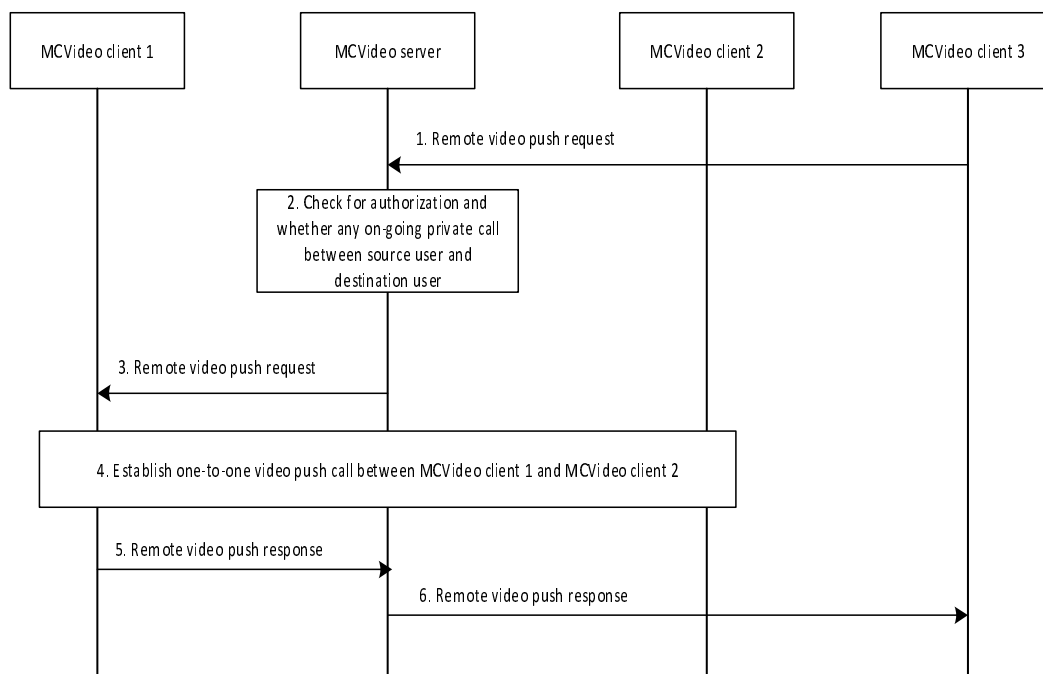 MCVideo client 1
MCVideo server
MCVideo client 2
MCVideo client 3
1. Remote video push request
2. Check for authorization and
whether any on-going private call
between source user and
destination user
3. Remote video push request
4. Establish one-to-one video push call between MCVideo client 1 and MCVideo client 2
5. Remote video push response
6. Remote video push response